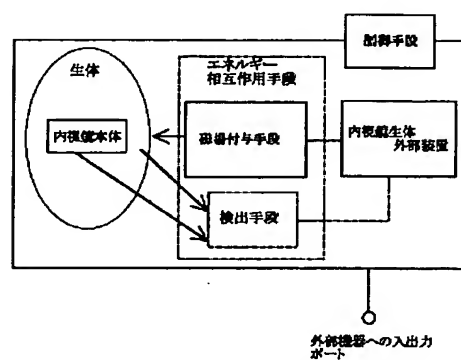 制御手段
生体
エネルギー
相互作用手段
内視鏡本体
磁場付与手段
内視鏡生体
外部装置
検出手段
外部機器への入出力
ポート